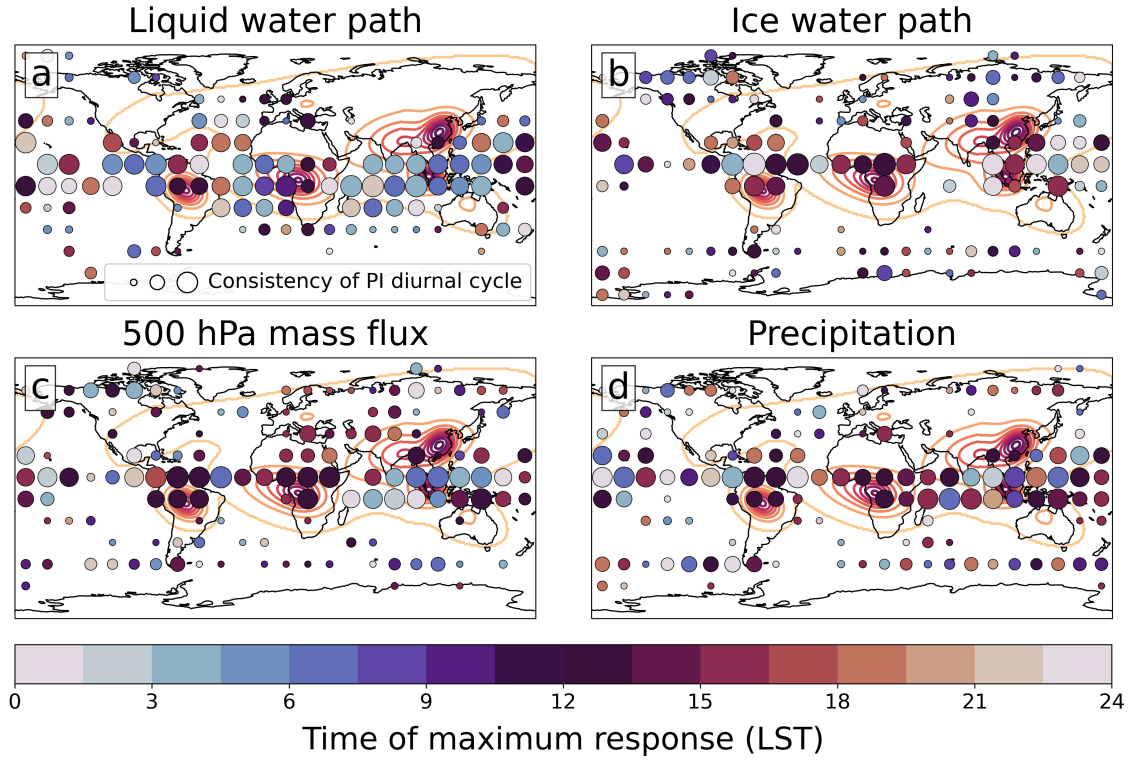 Liquid water path
Ice water path
a
b
Consistency of PI diurnal cycle
500 hPa mass flux
Precipitation
c
d
0 3 6 9 12 15 18 21 24
Time of maximum response (LST)